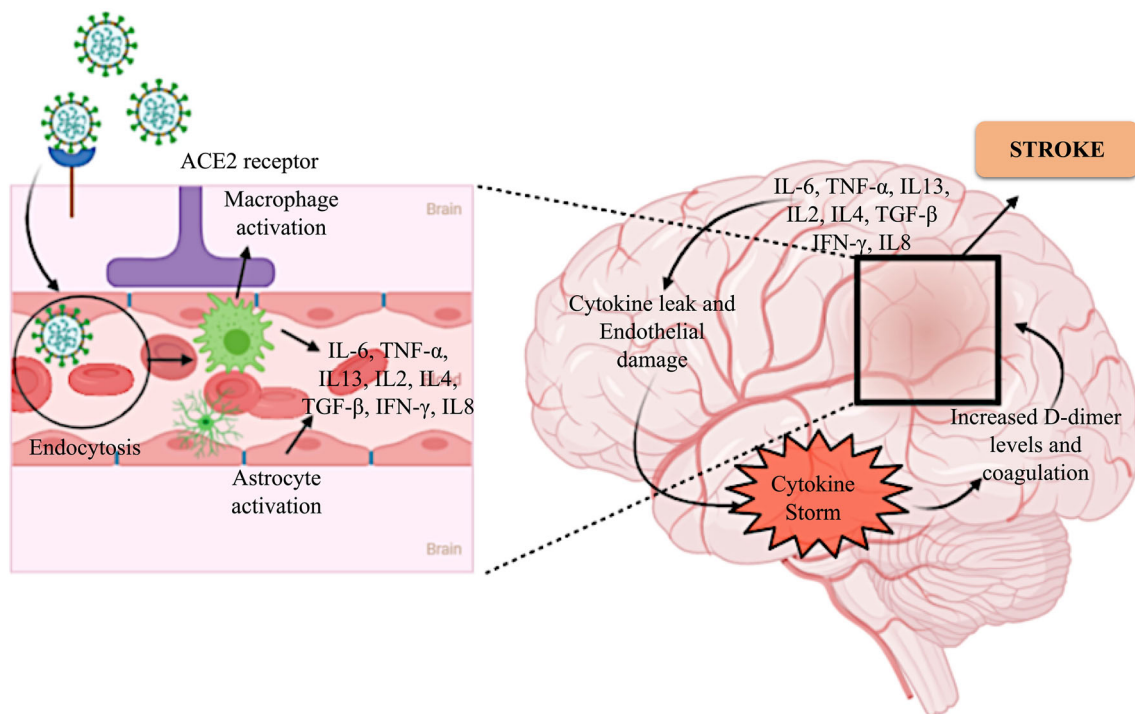 ACE2 receptor
Macrophage
activation
Brain
IL-6, TNF-α,
IL13, IL2, IL4,
TGF-β, IFN-γ, IL8
Endocytosis
Astrocyte
activation
Brain
STROKE
IL-6, TNF-α, IL13,
IL2, IL4, TGF-β
IFN-γ, IL8
Cytokine leak and
Endothelial
damage
Increased D-dimer
levels and
coagulation
Cytokine
Storm